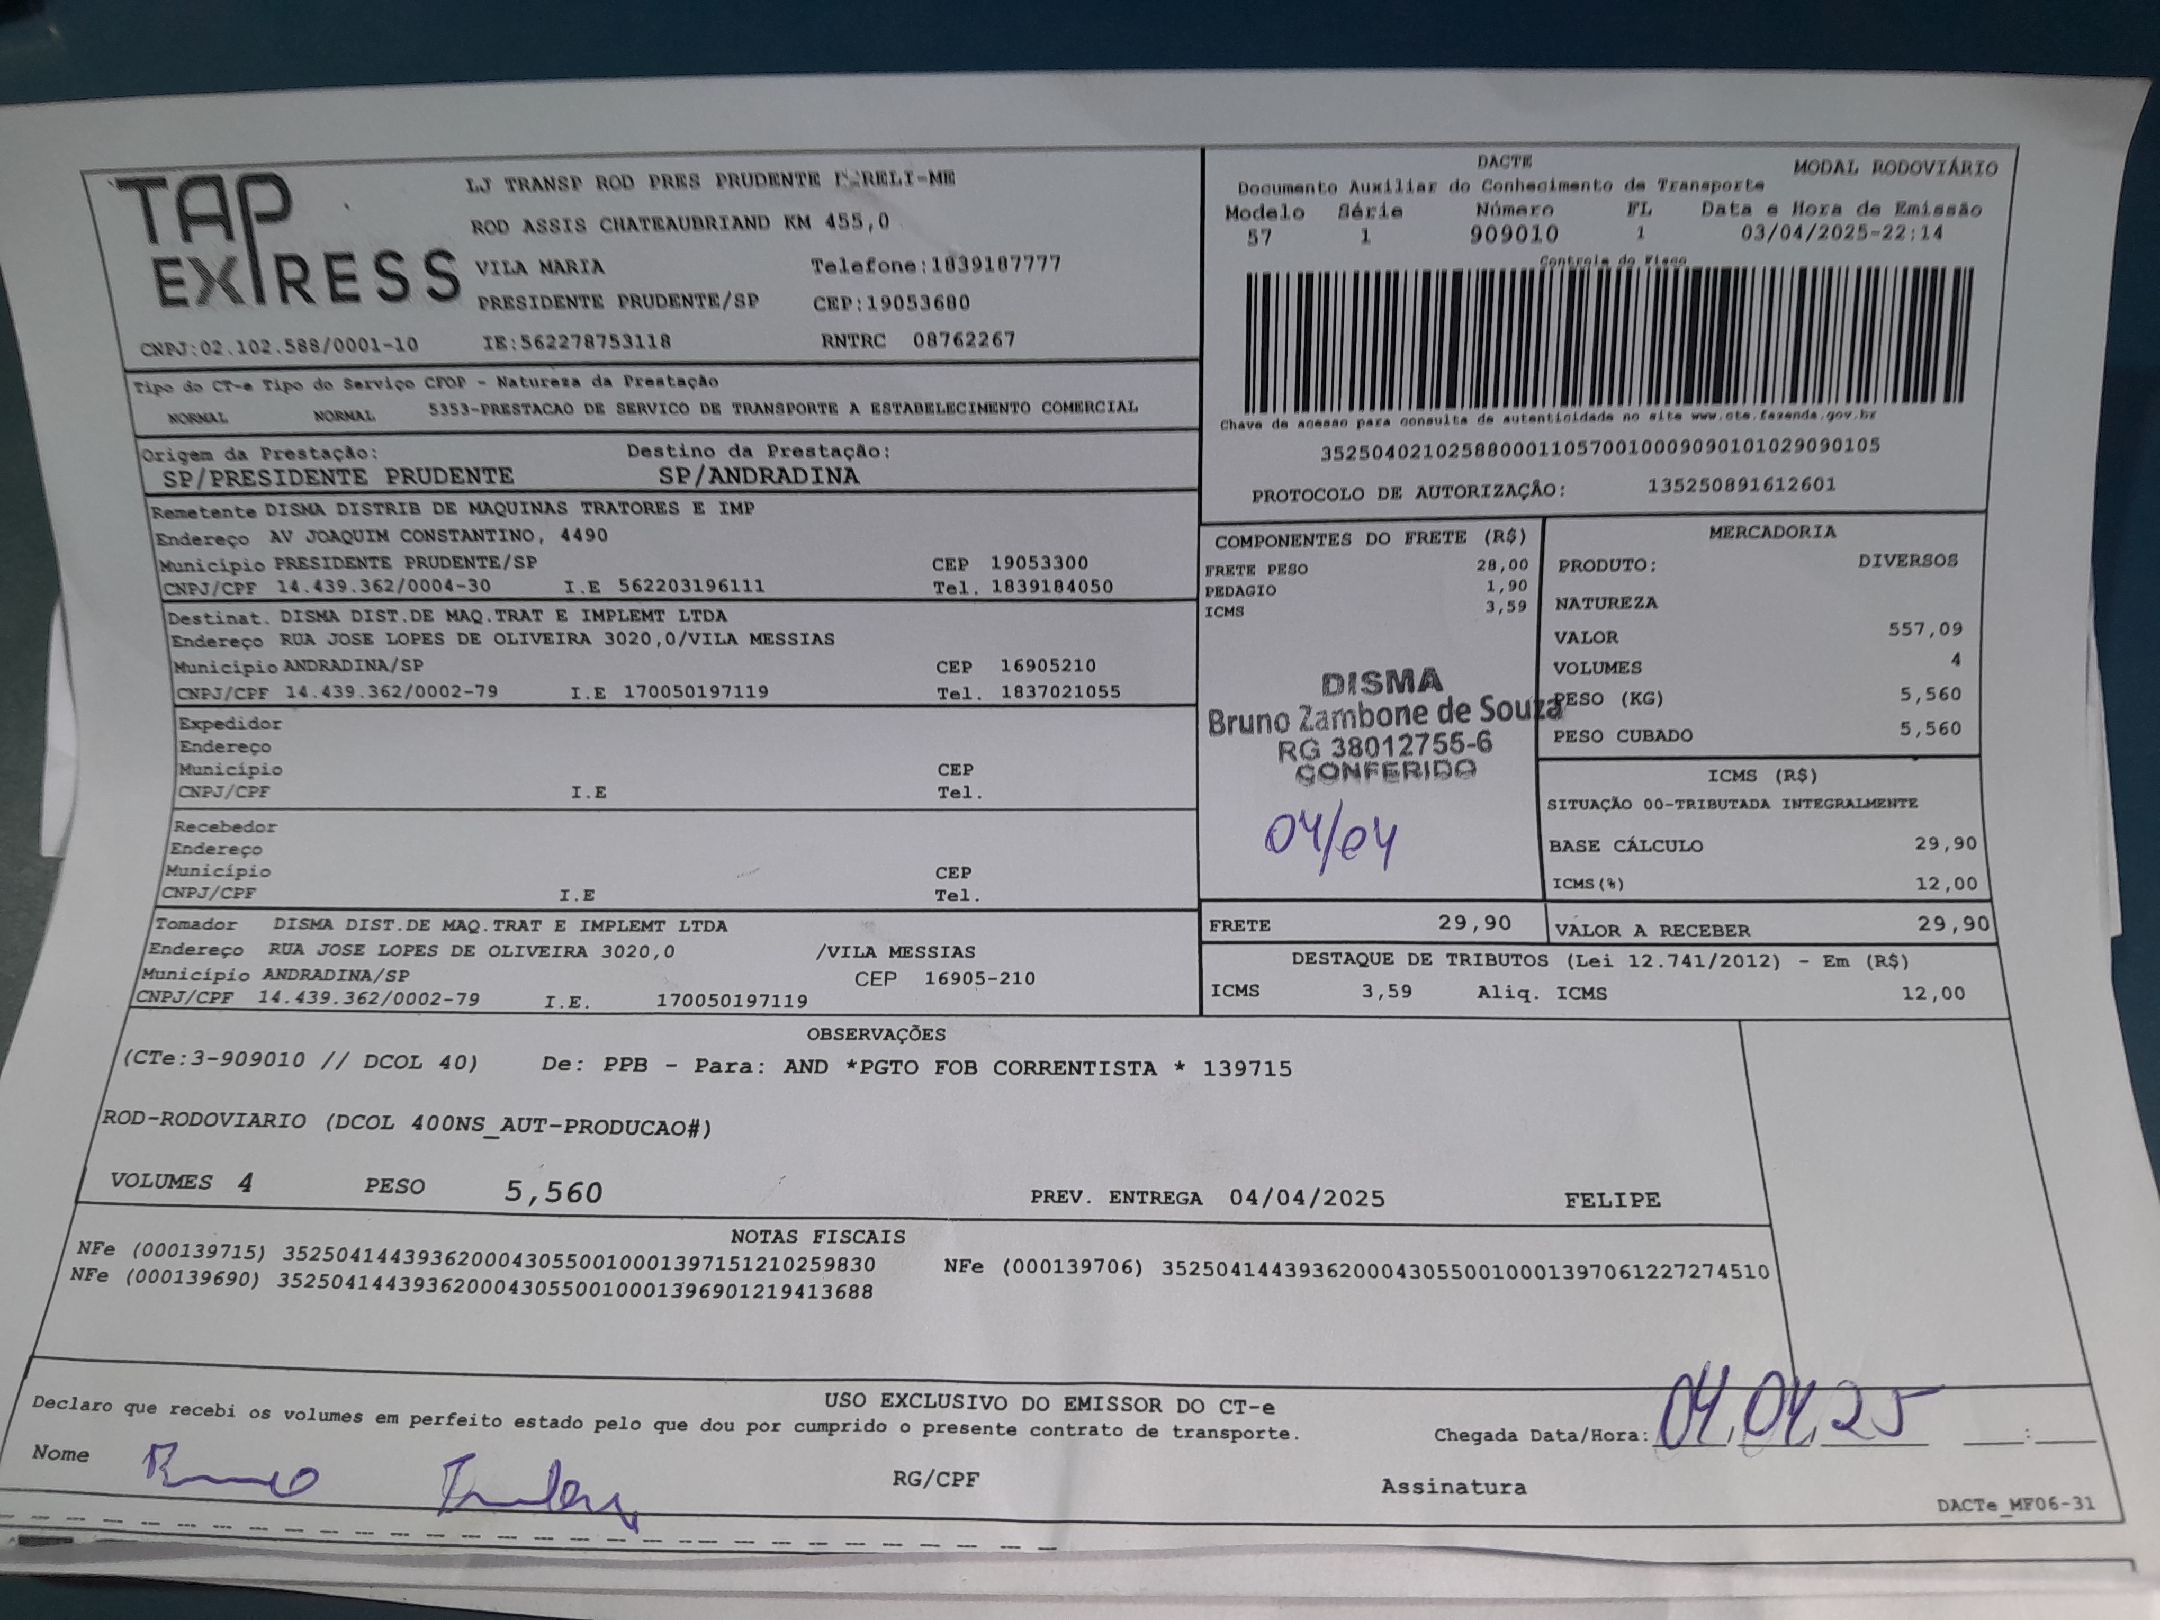 TAP EXPRESS
LJ TRANSP ROD PRES PRUDENTE EIRELI-ME
ROD ASSIS CHATEAUBRIAND KM 455,0
VILA MARIA Telefone:1839187777
PRESIDENTE PRUDENTE/SP CEP:19053680
CNPJ:02.102.588/0001-10 IE:562278753118 RNTRC 08762267
DACTE MODAL RODOVIÁRIO
Documento Auxiliar do Conhecimento de Transporte
Modelo Série Número FL Data e Hora de Emissão
57 1 909010 1 03/04/2025-22:14
Controle do Fisco
Chave de acesso para consulta de autenticidade no site www.cte.fazenda.gov.br
35250402102588000110570010009090101029090105
PROTOCOLO DE AUTORIZAÇÃO: 135250891612601
Tipo do CT-e Tipo do Serviço CFOP - Natureza da Prestação
NORMAL NORMAL 5353-PRESTACAO DE SERVICO DE TRANSPORTE A ESTABELECIMENTO COMERCIAL
Origem da Prestação: Destino da Prestação:
SP/PRESIDENTE PRUDENTE SP/ANDRADINA
Remetente DISMA DISTRIB DE MAQUINAS TRATORES E IMP
Endereço AV JOAQUIM CONSTANTINO, 4490
Município PRESIDENTE PRUDENTE/SP CEP 19053300
CNPJ/CPF 14.439.362/0004-30 I.E 562203196111 Tel. 1839184050
Destinat. DISMA DIST.DE MAQ.TRAT E IMPLEMT LTDA
Endereço RUA JOSE LOPES DE OLIVEIRA 3020,0/VILA MESSIAS
Município ANDRADINA/SP CEP 16905210
CNPJ/CPF 14.439.362/0002-79 I.E 170050197119 Tel. 1837021055
Expedidor
Endereço
Município CEP
CNPJ/CPF I.E Tel.
Recebedor
Endereço
Município CEP
CNPJ/CPF I.E Tel.
Tomador DISMA DIST.DE MAQ.TRAT E IMPLEMT LTDA
Endereço RUA JOSE LOPES DE OLIVEIRA 3020,0 /VILA MESSIAS
Município ANDRADINA/SP CEP 16905-210
CNPJ/CPF 14.439.362/0002-79 I.E. 170050197119
COMPONENTES DO FRETE (R$)
FRETE PESO 28,00
PEDAGIO 1,90
ICMS 3,59
DISMA
Bruno Zambone de Souza
RG 38012755-6
CONFERIDO
04/04
MERCADORIA
PRODUTO: DIVERSOS
NATUREZA
VALOR 557,09
VOLUMES 4
PESO (KG) 5,560
PESO CUBADO 5,560
ICMS (R$)
SITUAÇÃO 00-TRIBUTADA INTEGRALMENTE
BASE CÁLCULO 29,90
ICMS(%) 12,00
FRETE 29,90 VALOR A RECEBER 29,90
DESTAQUE DE TRIBUTOS (Lei 12.741/2012) - Em (R$)
ICMS 3,59 Aliq. ICMS 12,00
OBSERVAÇÕES
(CTe:3-909010 // DCOL 40) De: PPB - Para: AND *PGTO FOB CORRENTISTA * 139715
ROD-RODOVIARIO (DCOL 400NS_AUT-PRODUCAO#)
VOLUMES 4 PESO 5,560 PREV. ENTREGA 04/04/2025 FELIPE
NOTAS FISCAIS
NFe (000139715) 35250414439362000430550010001397151210259830 NFe (000139706) 35250414439362000430550010001397061227274510
NFe (000139690) 35250414439362000430550010001396901219413688
USO EXCLUSIVO DO EMISSOR DO CT-e
Declaro que recebi os volumes em perfeito estado pelo que dou por cumprido o presente contrato de transporte.
Chegada Data/Hora: 04.04.25 :
Nome Bruno RG/CPF Assinatura
DACTe_MF06-31